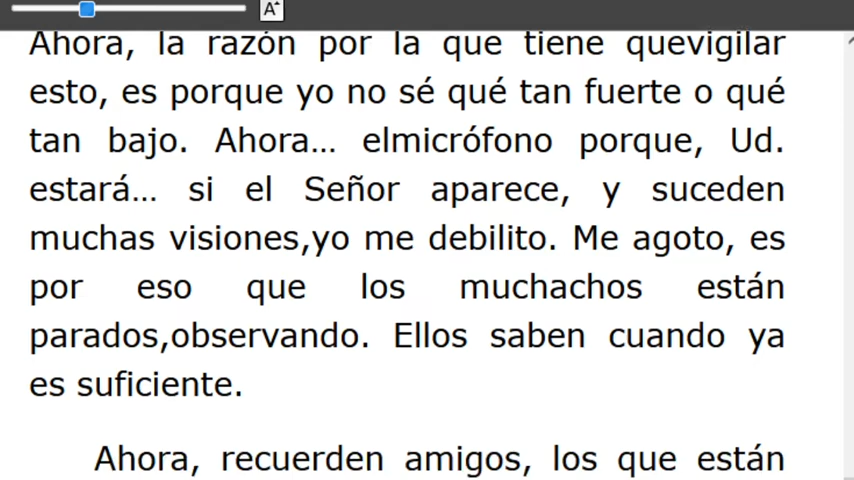 A
Ahora, la razón por la que tiene quevigilar
esto, es porque yo no sé qué tan fuerte o qué
tan bajo. Ahora… elmicrófono porque, Ud.
estará… si el Señor aparece, y suceden
muchas visiones,yo me debilito. Me agoto, es
por eso que los muchachos están
parados,observando. Ellos saben cuando ya
es suficiente.
Ahora, recuerden amigos, los que están